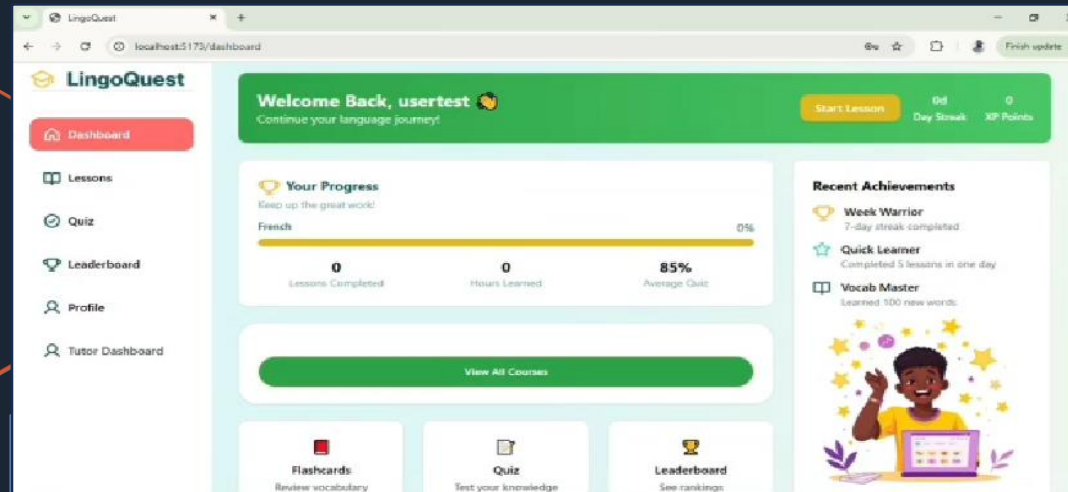 LingoQuest
localhost:5173/dashboard
Finish update
LingoQuest
Dashboard
Lessons
Quiz
Leaderboard
Profile
Tutor Dashboard
Welcome Back, usertest
Continue your language journey!
Start Lesson
0d
Day Streak
0
XP Points
Your Progress
Keep up the great work!
French
0%
0
Lessons Completed
0
Hours Learned
85%
Average Quiz
View All Courses
Flashcards
Review vocabulary
Quiz
Test your knowledge
Leaderboard
See rankings
Recent Achievements
Week Warrior
7-day streak completed
Quick Learner
Completed 5 lessons in one day
Vocab Master
Learned 100 new words.